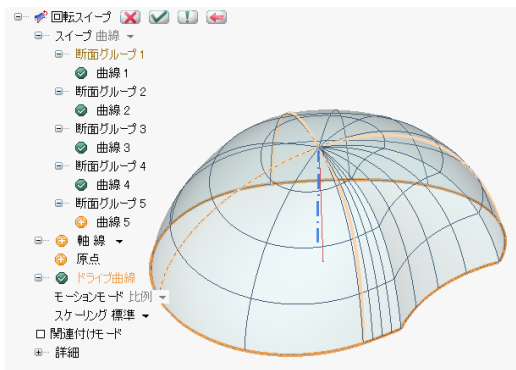 回転スイープ
スイープ 曲線
断面グループ 1
曲線 1
断面グループ 2
曲線 2
断面グループ 3
曲線 3
断面グループ 4
曲線 4
断面グループ 5
曲線 5
軸 線
原点
ドライブ曲線
モーションモード 比例
スケーリング 標準
関連付けモード
詳細